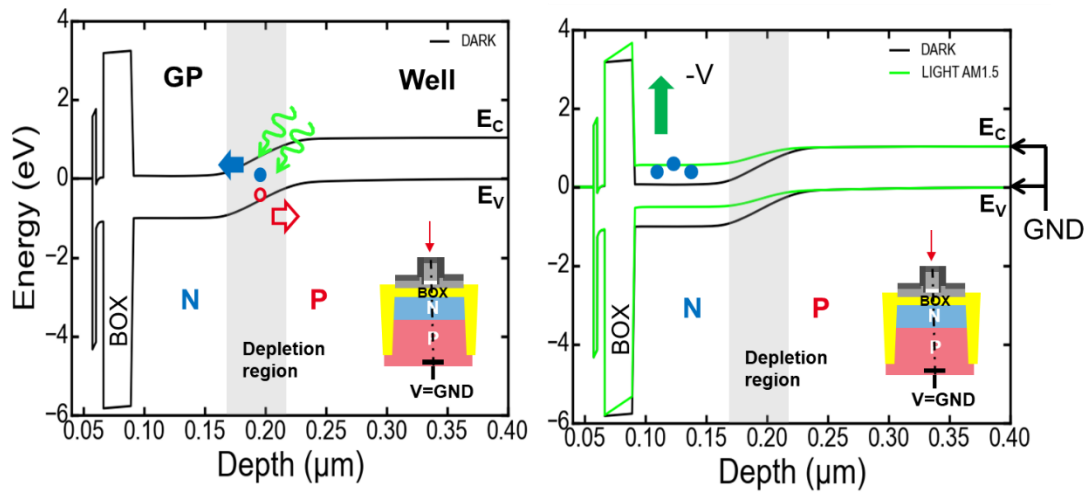 4
2
0
−2
−4
−6
Energy (eV)
DARK
GP
Well
E_C
E_V
BOX
N
P
Depletion
region
BOX
N
P
V=GND
0.05
0.10
0.15
0.20
0.25
0.30
0.35
0.40
Depth (μm)
4
2
0
−2
−4
−6
DARK
LIGHT AM1.5
-V
E_C
E_V
GND
BOX
N
P
Depletion
region
BOX
N
P
V=GND
0.05
0.10
0.15
0.20
0.25
0.30
0.35
0.40
Depth (μm)